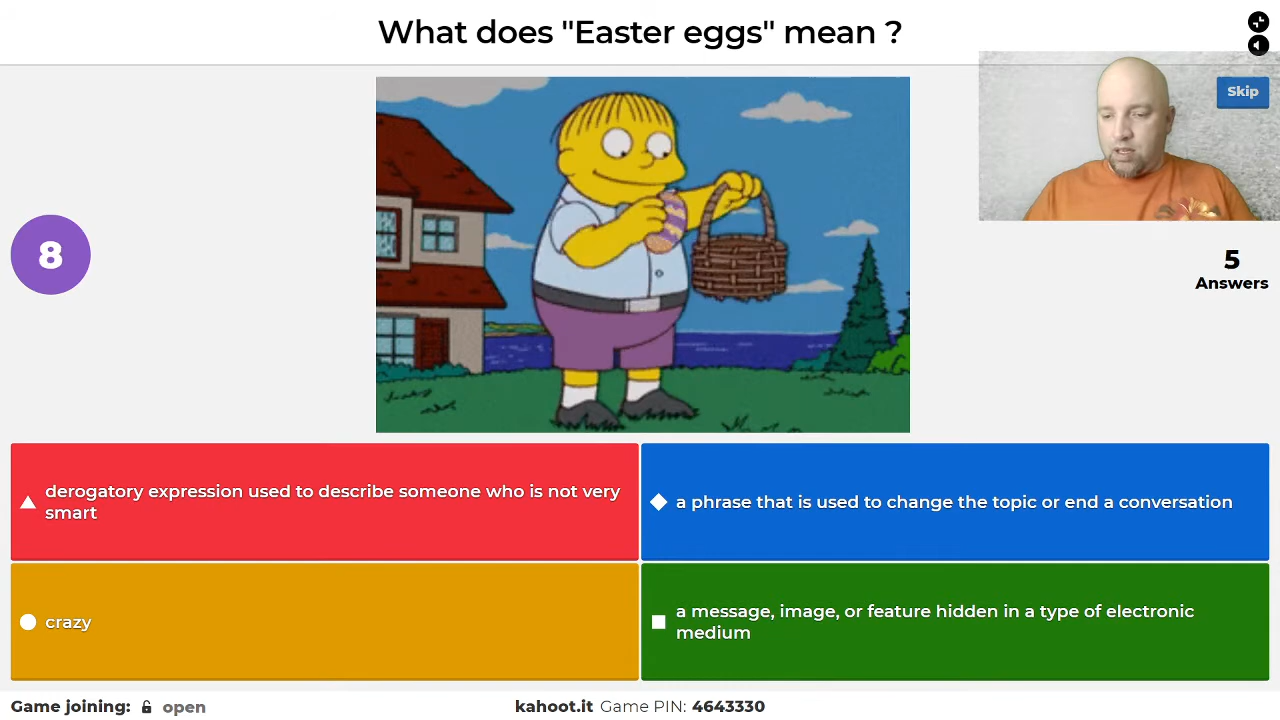 What does "Easter eggs" mean ?
Skip
8
5
Answers
derogatory expression used to describe someone who is not very
smart
a phrase that is used to change the topic or end a conversation
crazy
a message, image, or feature hidden in a type of electronic
medium
Game joining: open
kahoot.it Game PIN: 4643330